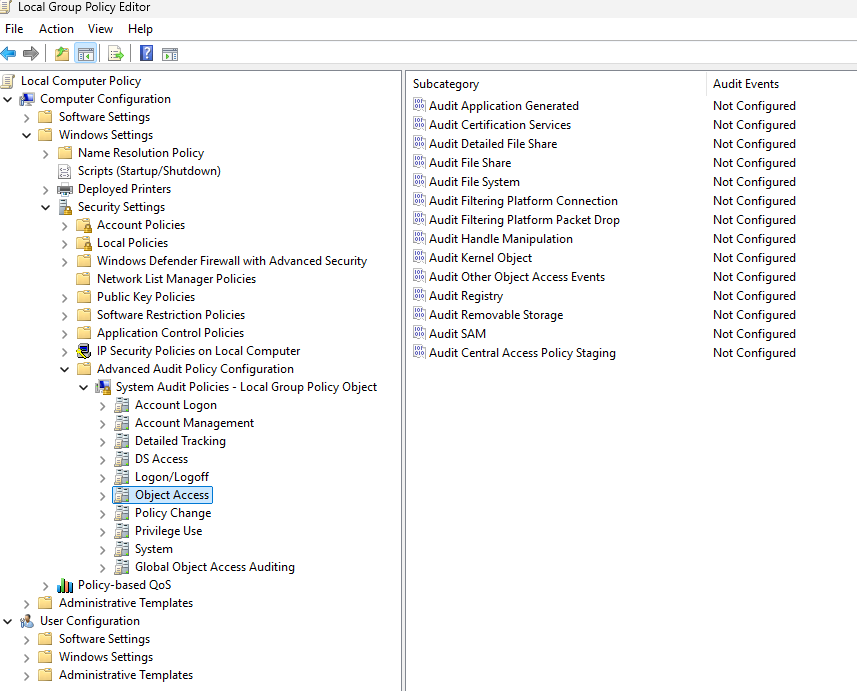 Local Group Policy Editor
File Action View Help
Local Computer Policy
Computer Configuration
Software Settings
Windows Settings
Name Resolution Policy
Scripts (Startup/Shutdown)
Deployed Printers
Security Settings
Account Policies
Local Policies
Windows Defender Firewall with Advanced Security
Network List Manager Policies
Public Key Policies
Software Restriction Policies
Application Control Policies
IP Security Policies on Local Computer
Advanced Audit Policy Configuration
System Audit Policies - Local Group Policy Object
Account Logon
Account Management
Detailed Tracking
DS Access
Logon/Logoff
Object Access
Policy Change
Privilege Use
System
Global Object Access Auditing
Policy-based QoS
Administrative Templates
User Configuration
Software Settings
Windows Settings
Administrative Templates
Subcategory Audit Events
Audit Application Generated Not Configured
Audit Certification Services Not Configured
Audit Detailed File Share Not Configured
Audit File Share Not Configured
Audit File System Not Configured
Audit Filtering Platform Connection Not Configured
Audit Filtering Platform Packet Drop Not Configured
Audit Handle Manipulation Not Configured
Audit Kernel Object Not Configured
Audit Other Object Access Events Not Configured
Audit Registry Not Configured
Audit Removable Storage Not Configured
Audit SAM Not Configured
Audit Central Access Policy Staging Not Configured